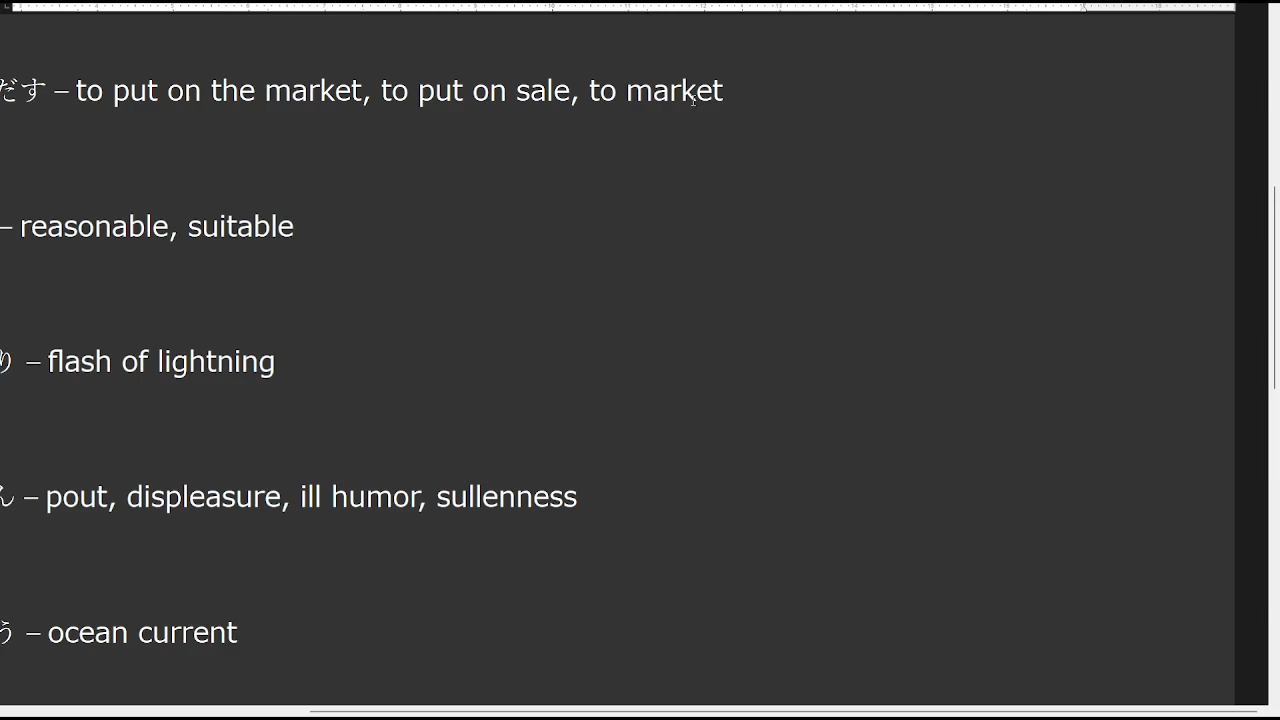 だす – to put on the market, to put on sale, to market
– reasonable, suitable
り – flash of lightning
ん – pout, displeasure, ill humor, sullenness
う – ocean current